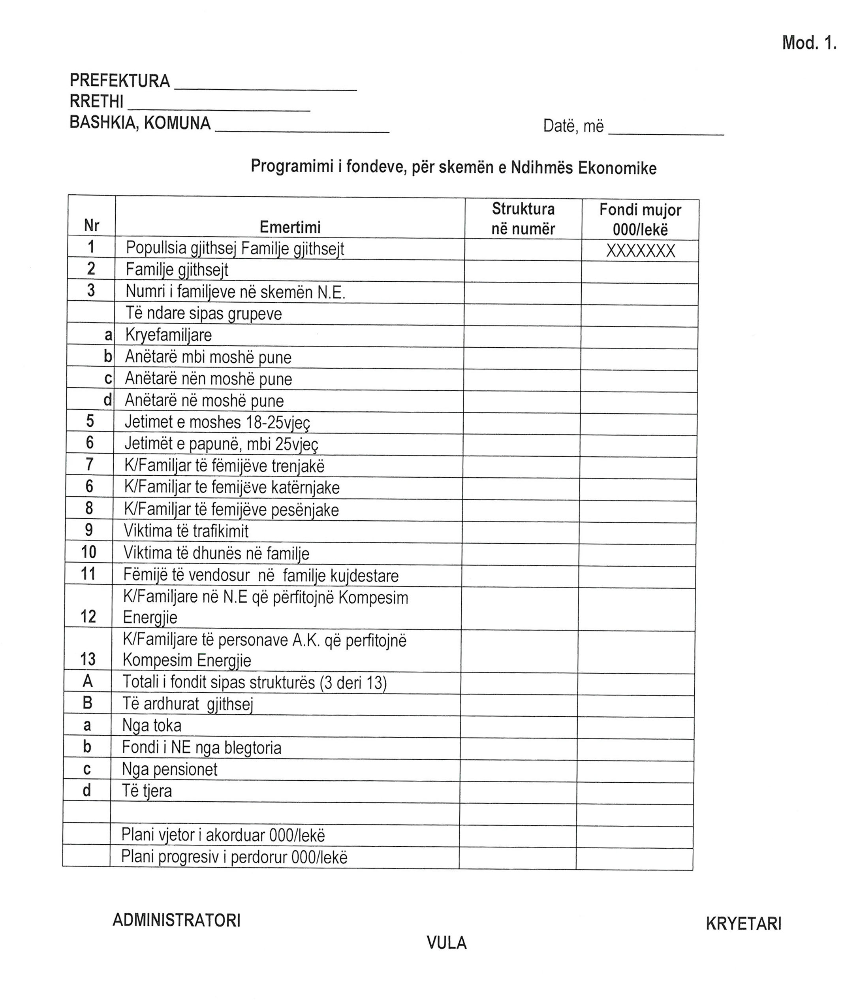 Mod. 1.
PREFEKTURA ____________________
RRETHI ____________________
BASHKIA, KOMUNA ___________________ Datë, më _____________
Programimi i fondeve, për skemën e Ndihmës Ekonomike
Nr Emertimi Struktura në numër Fondi mujor 000/lekë
1 Popullsia gjithsej Familje gjithsejt XXXXXXX
2 Familje gjithsejt
3 Numri i familjeve në skemën N.E.
Të ndare sipas grupeve
a Kryefamiljare
b Anëtarë mbi moshë pune
c Anëtarë nën moshë pune
d Anëtarë në moshë pune
5 Jetimet e moshes 18-25vjeç
6 Jetimët e papunë, mbi 25vjeç
7 K/Familjar të fëmijëve trenjakë
6 K/Familjar te femijëve katërnjake
8 K/Familjar të femijëve pesënjake
9 Viktima të trafikimit
10 Viktima të dhunës në familje
11 Fëmijë të vendosur në familje kujdestare
K/Familjare në N.E që përfitojnë Kompesim
12 Energjie
K/Familjare të personave A.K. që perfitojnë
13 Kompesim Energjie
A Totali i fondit sipas strukturës (3 deri 13)
B Të ardhurat gjithsej
a Nga toka
b Fondi i NE nga blegtoria
c Nga pensionet
d Të tjera
Plani vjetor i akorduar 000/lekë
Plani progresiv i perdorur 000/lekë
ADMINISTRATORI KRYETARI
VULA